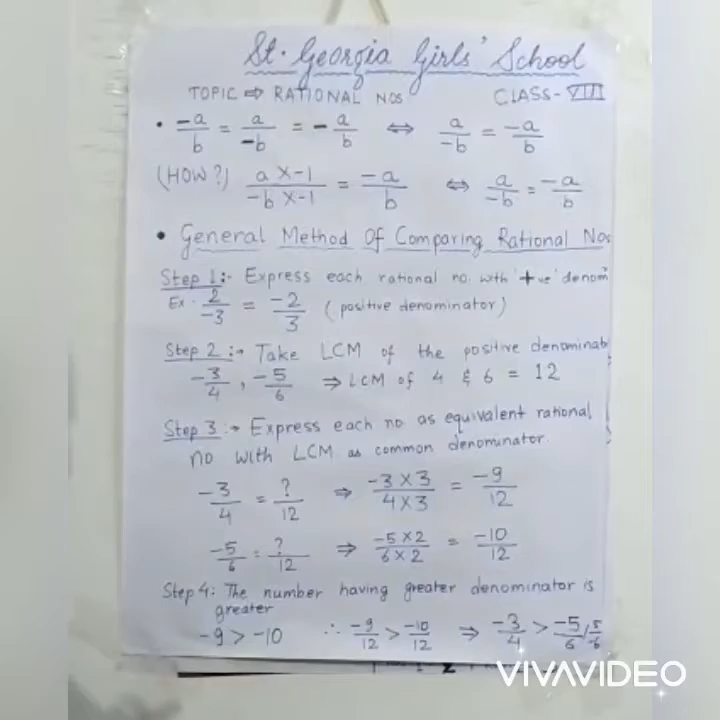 St. Georgia Girls' School
TOPIC ⇒ RATIONAL NOS CLASS - VIII
• -a/b = a/-b = -a/b ⇔ a/-b = -a/b
(HOW?) a X -1/-b X -1 = -a/b ⇔ a/-b = -a/b
• General Method Of Comparing Rational Nos
Step 1:- Express each rational no. with '+ve' denom
Ex - 2/-3 = -2/3 (positive denominator)
Step 2 :→ Take LCM of the positive denominat
-3/4 , -5/6 ⇒ LCM of 4 & 6 = 12
Step 3 :→ Express each no as equivalent rational
no with LCM as common denominator.
-3/4 = ?/12 ⇒ -3 X 3/4 X 3 = -9/12
-5/6 = ?/12 ⇒ -5 X 2/6 X 2 = -10/12
Step 4: The number having greater denominator is
greater
-9 > -10 ∴ -9/12 > -10/12 ⇒ -3/4 > -5/6 / 5/-6
VIVAVIDEO